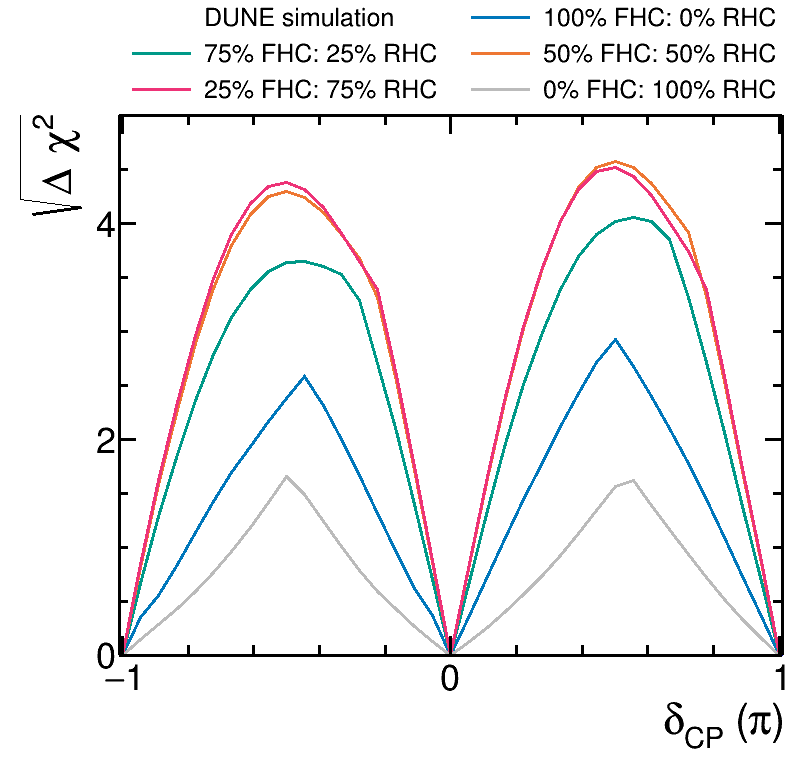 DUNE simulation
100% FHC: 0% RHC
75% FHC: 25% RHC
50% FHC: 50% RHC
25% FHC: 75% RHC
0% FHC: 100% RHC
√Δ χ²
4
2
0
−1
0
1
δCP (π)